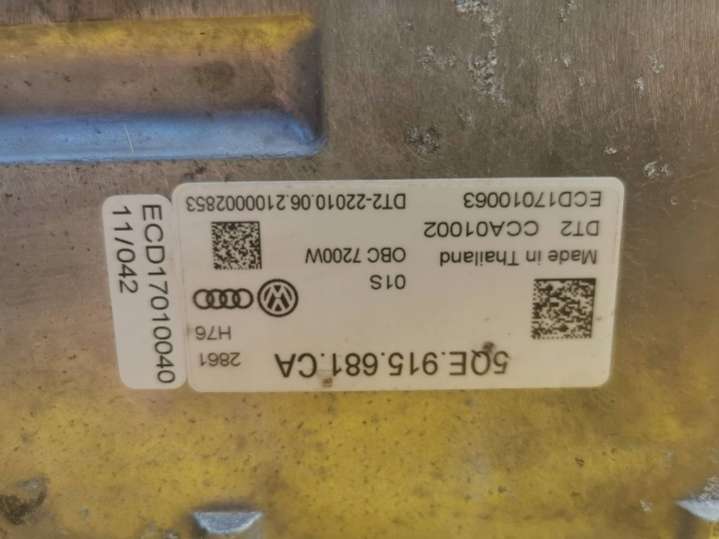 5QE.915.681.CA
2861
H76
01S
Made in Thailand
OBC 7200W
DT2 CCA01002
ECD17010063
DT2-22010.06.2100002853
ECD17010040
11/042